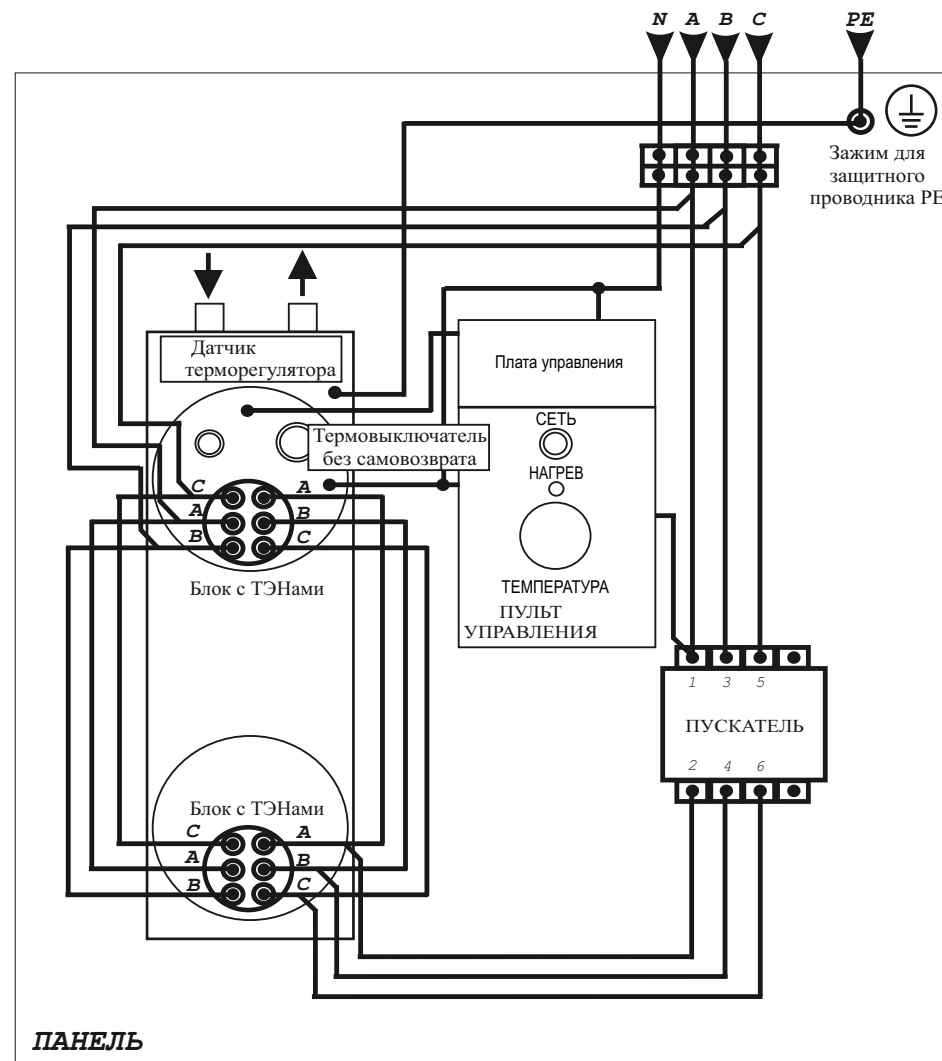 N A B C PE
Зажим для
защитного
проводника PE
Датчик
терморегулятора
Плата управления
СЕТЬ
Термовыключатель
без самовозврата
НАГРЕВ
C A
A B
B C
Блок с ТЭНами
ТЕМПЕРАТУРА
ПУЛЬТ
УПРАВЛЕНИЯ
1 3 5
ПУСКАТЕЛЬ
2 4 6
Блок с ТЭНами
C A
A B
B C
ПАНЕЛЬ